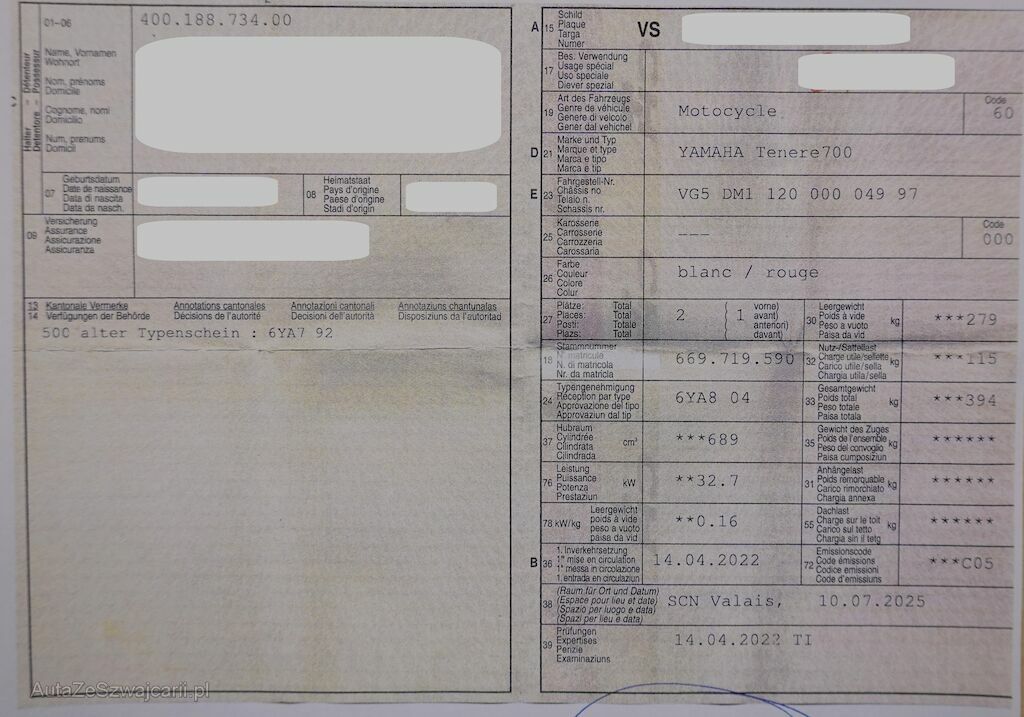 Halter - Détenteur
Detentore - Possessur
01-06
400.188.734.00
Name, Vornamen
Wohnort
Nom, prénoms
Domicile
Cognome, nomi
Domicilio
Num, prenums
Domicil
07
Geburtsdatum
Date de naissance
Data di nascita
Data da nasch.
08
Heimatstaat
Pays d'origine
Paese d'origine
Stadi d'origin
09
Versicherung
Assurance
Assicurazione
Assicuranza
13 Kantonale Vermerke Annotations cantonales Annotazioni cantonali Annotaziuns chantunalas
14 Verfügungen der Behörde Décisions de l'autorité Decisioni dell'autorità Disposiziuns da l'autoritad
500 alter Typenschein : 6YA7 92
A 15
Schild
Plaque
Targa
Numer
VS
17
Bes. Verwendung
Usage spécial
Uso speciale
Diever spezial
19
Art des Fahrzeugs
Genre de véhicule
Genere di veicolo
Gener dal vehichel
Motocycle
Code
60
D 21
Marke und Typ
Marque et type
Marca e tipo
Marca e tip
YAMAHA Tenere700
E 23
Fahrgestell-Nr.
Châssis no
Telaio n.
Schassis nr.
VG5 DM1 120 000 049 97
25
Karosserie
Carrosserie
Carrozzeria
Carossaria
---
Code
000
26
Farbe
Couleur
Colore
Colur
blanc / rouge
27
Plätze: Total
Places: Total
Posti: Totale
Plazs: Total
2 ( 1 vorne)
avant)
anteriori)
davant)
30
Leergewicht
Poids à vide
Peso a vuoto
Paisa da vid
kg
***279
18
Stammnummer
N° matricule
N. di matricola
Nr. da matricla
669.719.590
32
Nutz-/Sattellast
Charge utile/sellette
Carico utile/sella
Chargia utila/sella
kg
***115
24
Typengenehmigung
Réception par type
Approvazione del tipo
Approvaziun dal tip
6YA8 04
33
Gesamtgewicht
Poids total
Peso totale
Paisa totala
kg
***394
37
Hubraum
Cylindrée
Cilindrata
Cilindrada
cm³
***689
35
Gewicht des Zuges
Poids de l'ensemble
Peso del convoglio
Paisa cumposiziun
kg
******
76
Leistung
Puissance
Potenza
Prestaziun
kW
**32.7
31
Anhängelast
Poids remorquable
Carico rimorchiato
Chargia annexa
kg
******
78 kW/kg
Leergewicht
poids à vide
peso a vuoto
paisa da vid
**0.16
55
Dachlast
Charge sur le toit
Carico sul tetto
Chargia sin il tetg
kg
******
B 36
1. Inverkehrsetzung
1re mise en circulation
1a messa in circolazione
1. entrada en circulaziun
14.04.2022
72
Emissionscode
Code émissions
Codice emissioni
Code d'emissiuns
***C05
38
(Raum für Ort und Datum)
(Espace pour lieu et date)
(Spazio per luogo e data)
(Spazi per lieu e data)
SCN Valais, 10.07.2025
39
Prüfungen
Expertises
Perizie
Examinaziuns
14.04.2022 TI
AutaZeSzwajcarii.pl